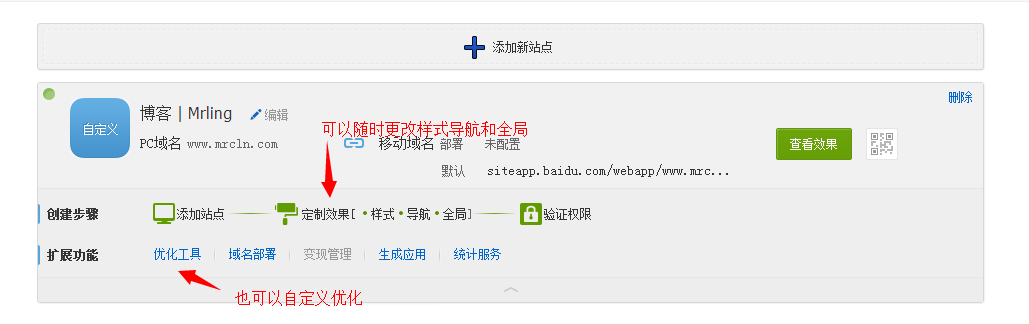 添加新站点
删除
自定义
博客 | Mrling 编辑
可以随时更改样式导航和全局
PC域名 www.mrcln.com 移动域名 部署 未配置 查看效果
默认 siteapp.baidu.com/webapp/www.mrc...
创建步骤 添加站点 定制效果[ •样式•导航•全局] 验证权限
扩展功能 优化工具 域名部署 变现管理 生成应用 统计服务
也可以自定义优化